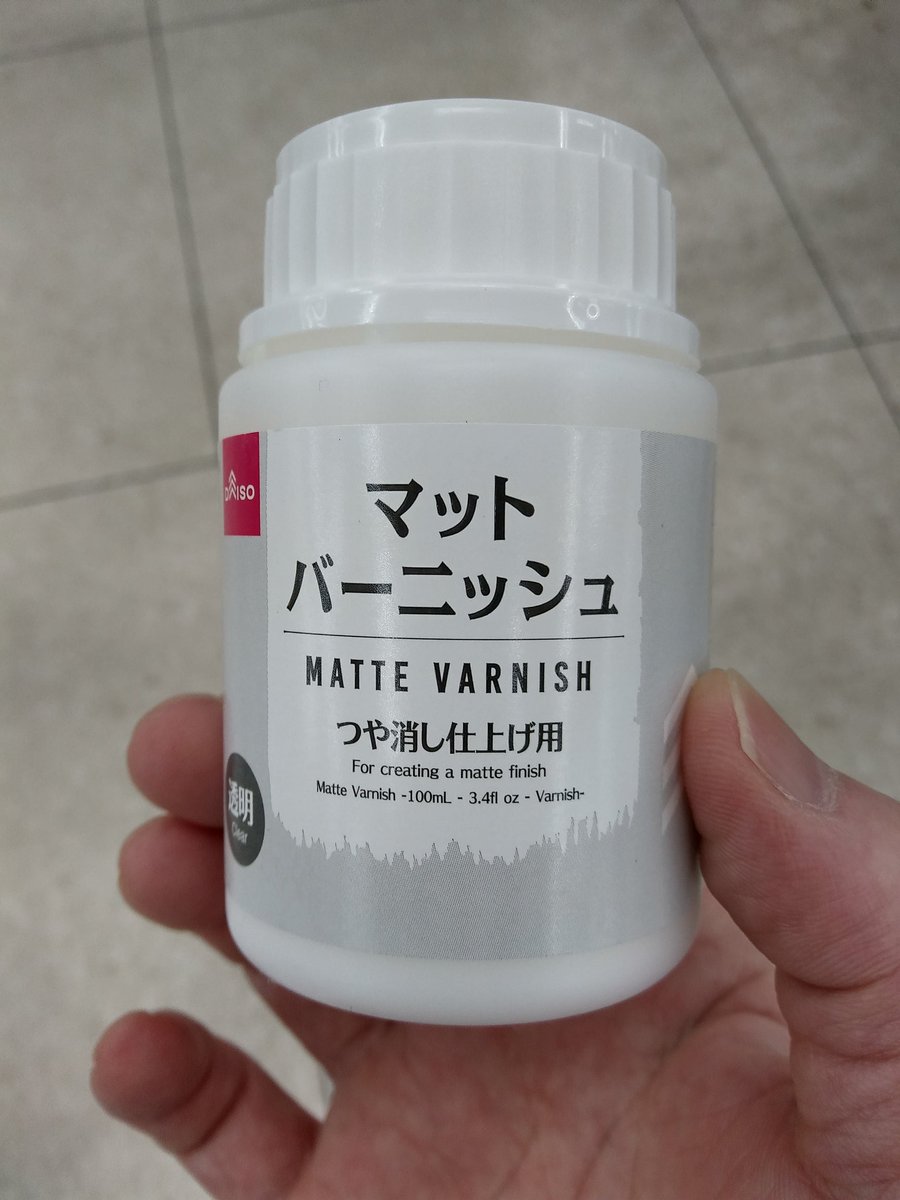 DAISO
マット
バーニッシュ
MATTE VARNISH
つや消し仕上げ用
For creating a matte finish
Matte Varnish -100mL - 3.4fl oz - Varnish-
透明
clear